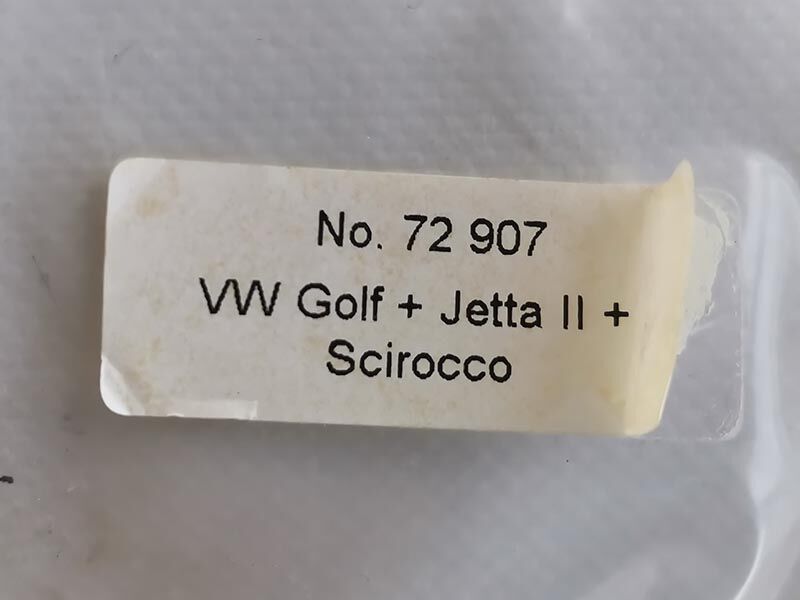 No. 72 907
VW Golf + Jetta II +
Scirocco